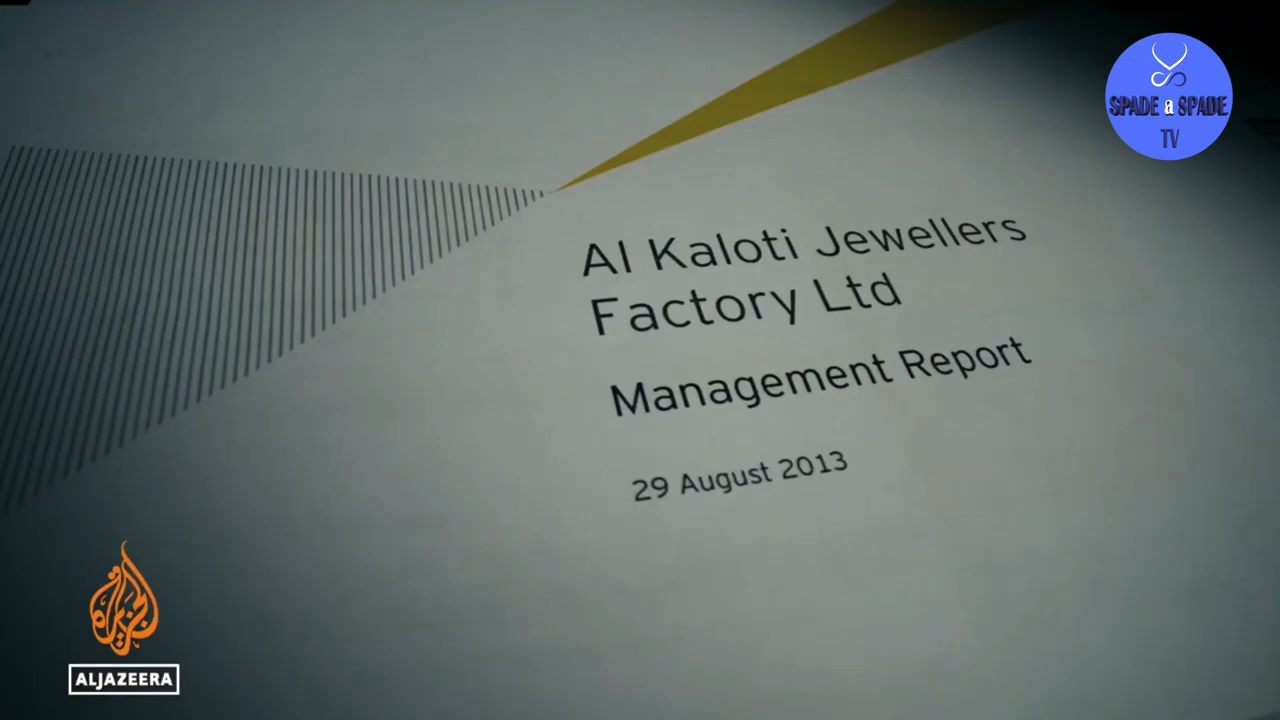 SPADE a SPADE
TV
Al Kaloti Jewellers
Factory Ltd
Management Report
29 August 2013
ALJAZEERA